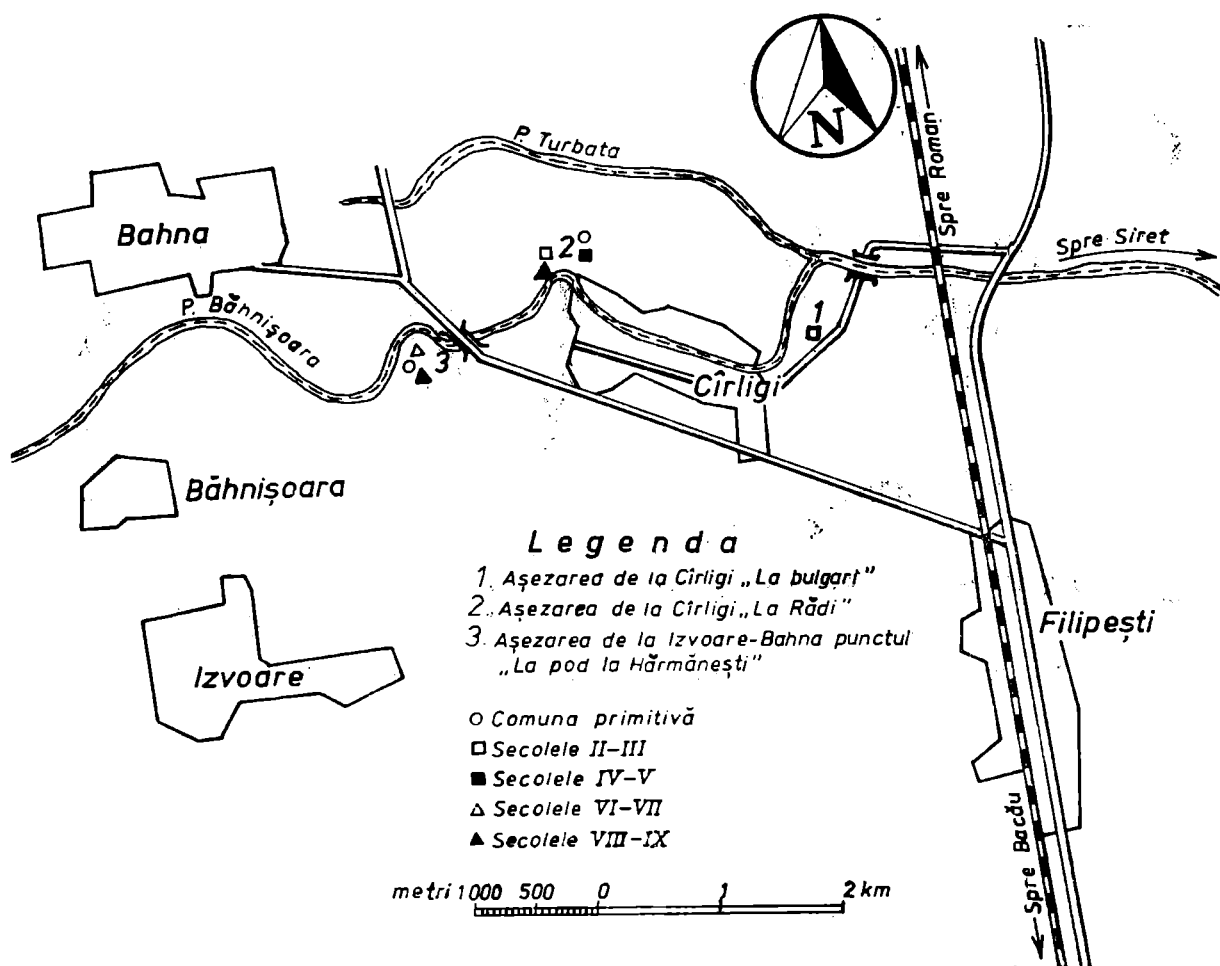 N
P. Turbata
Spre Roman
Spre Siret
Bahna
2
1
P. Băhnișoara
3
Cîrligi
Băhnișoara
Legenda
1. Așezarea de la Cîrligi „La bulgari”
2. Așezarea de la Cîrligi „La Rădi”
3. Așezarea de la Izvoare-Bahna punctul
„La pod la Hărmănești”
Filipești
Izvoare
Comuna primitivă
Secolele II-III
Secolele IV-V
Secolele VI-VII
Secolele VIII-IX
Spre Bacău
metri 1000 500 0 1 2 km